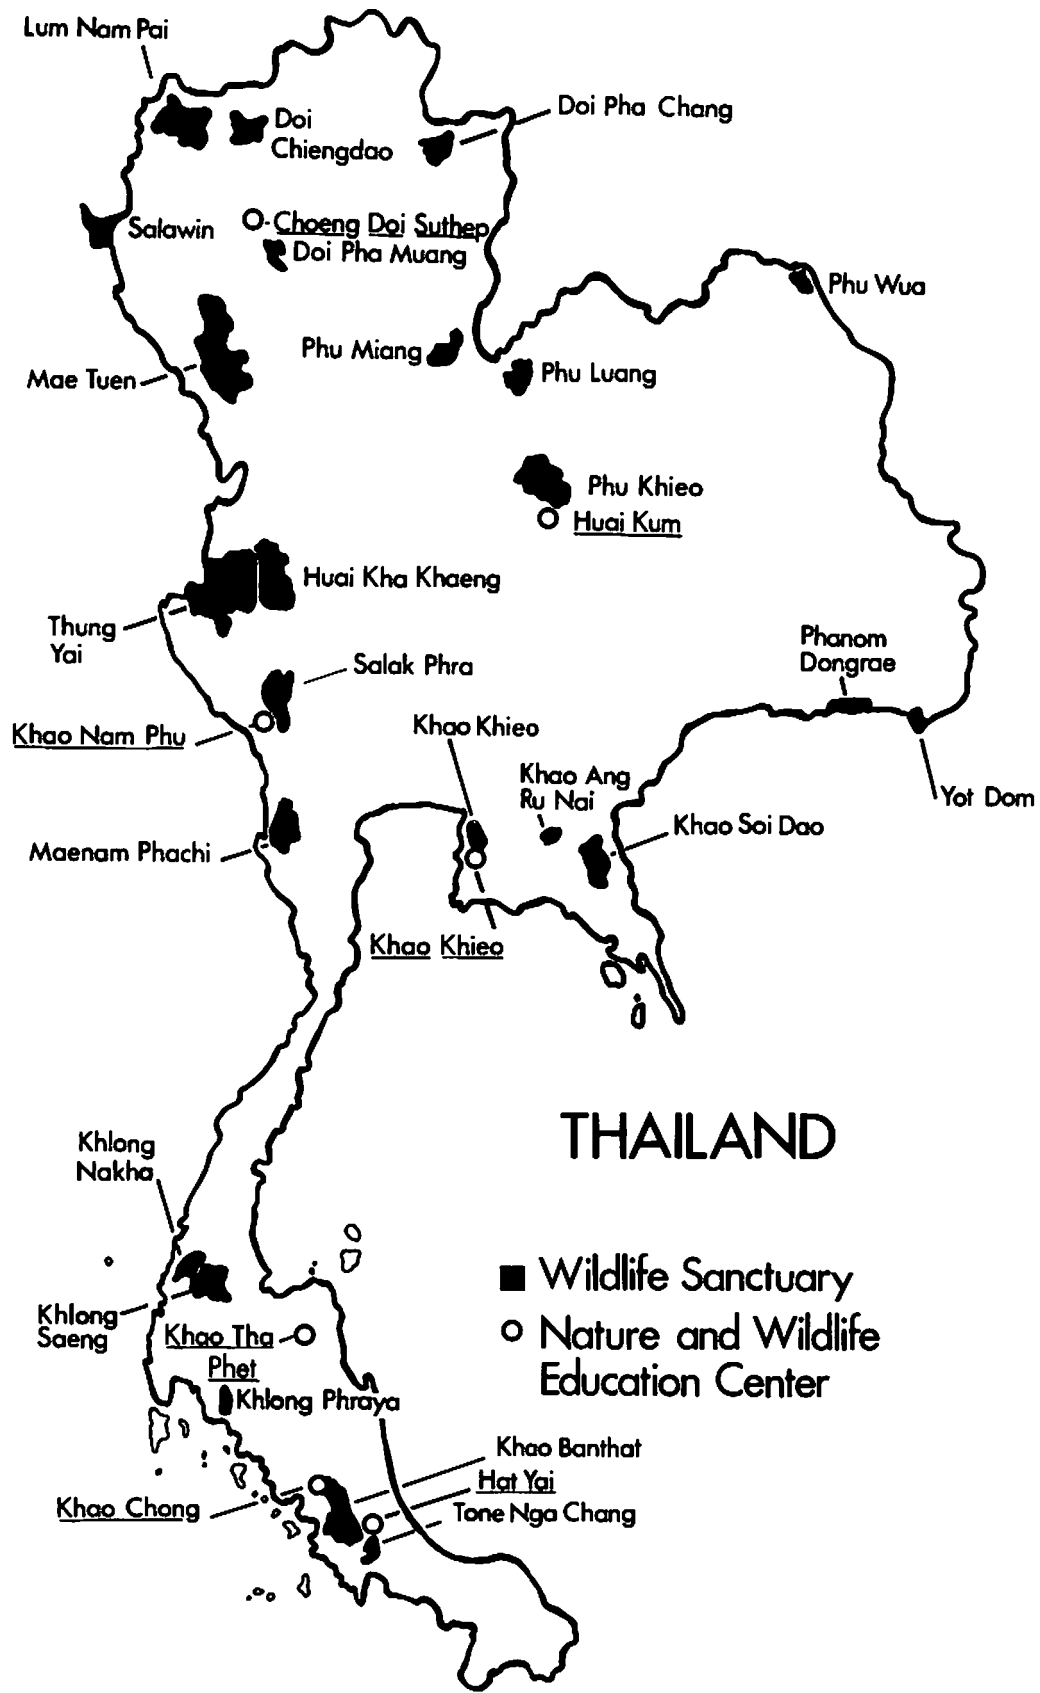 Lum Nam Pai
Doi Pha Chang
Doi
Chiengdao
Salawin
Choeng Doi Suthep
Doi Pha Muang
Phu Wua
Phu Miang
Mae Tuen
Phu Luang
Phu Khieo
Huai Kum
Huai Kha Khaeng
Thung
Yai
Phanom
Dongrae
Salak Phra
Khao Nam Phu
Khao Khieo
Khao Ang
Ru Nai
Yot Dom
Khao Soi Dao
Maenam Phachi
Khao Khieo
THAILAND
Khlong
Nakha
Wildlife Sanctuary
Khlong
Saeng
Khao Tha
Phet
Nature and Wildlife
Education Center
Khlong Phraya
Khao Banthat
Hat Yai
Khao Chong
Tone Nga Chang